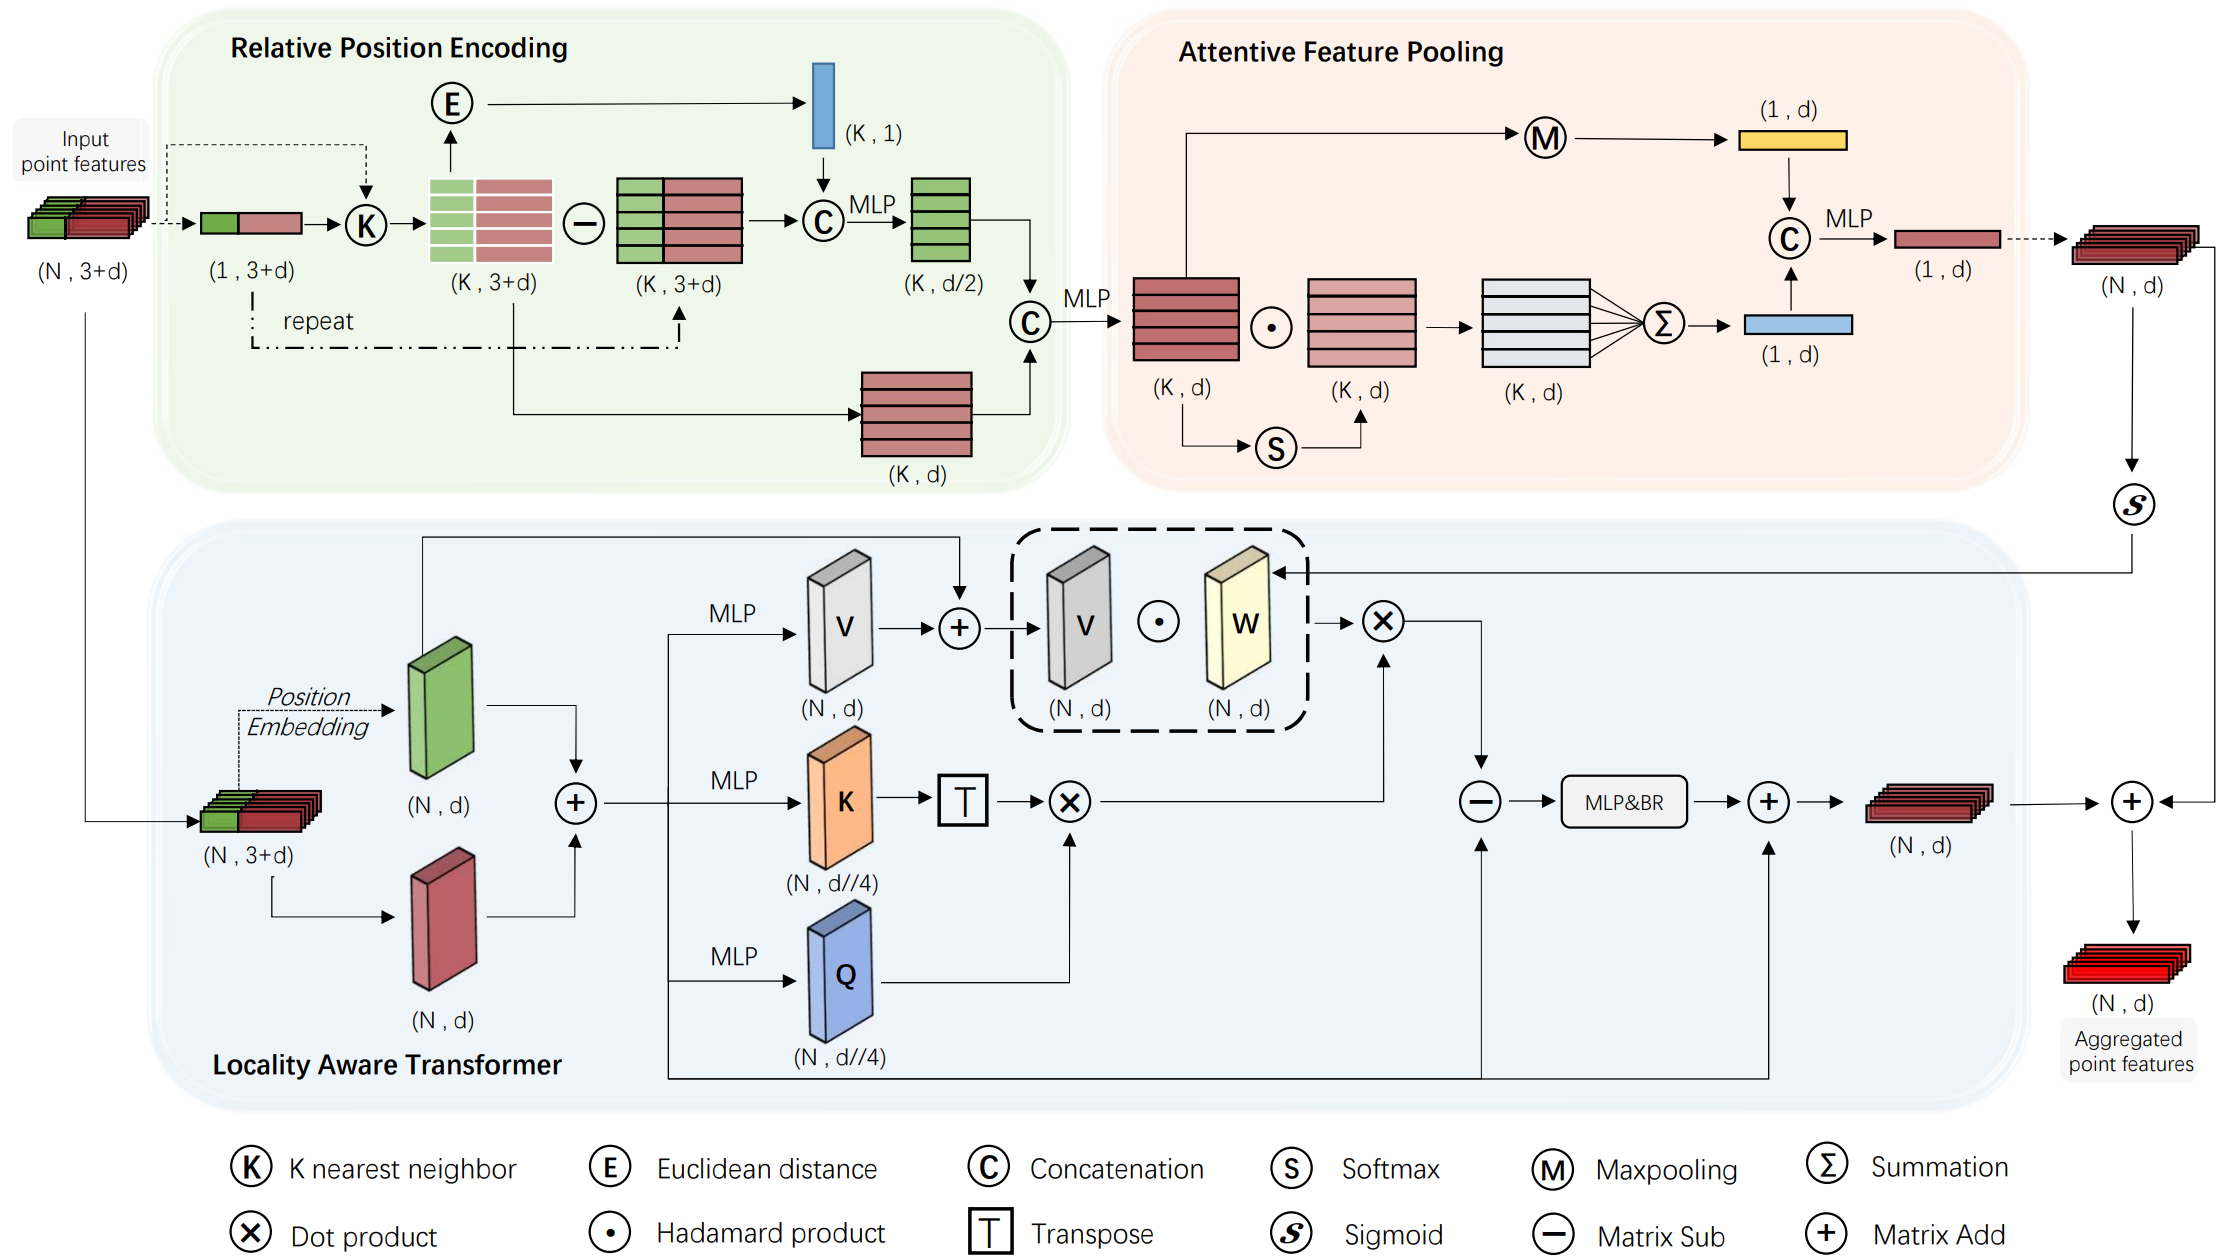 Relative Position Encoding
Attentive Feature Pooling
Input
point features
(N , 3+d)
(1 , 3+d)
repeat
K
E
(K , 3+d)
−
(K , 3+d)
(K , 1)
C
MLP
(K , d/2)
(K , d)
C
MLP
(K , d)
S
(K , d)
(K , d)
M
Σ
(1 , d)
(1 , d)
C
MLP
(1 , d)
(N , d)
S
Position
Embedding
(N , 3+d)
(N , d)
(N , d)
+
MLP
V
(N , d)
+
V
(N , d)
W
(N , d)
×
MLP
K
(N , d//4)
T
×
MLP
Q
(N , d//4)
−
MLP&BR
+
(N , d)
+
(N , d)
Aggregated
point features
Locality Aware Transformer
K K nearest neighbor
E Euclidean distance
C Concatenation
S Softmax
M Maxpooling
Σ Summation
× Dot product
· Hadamard product
T Transpose
S Sigmoid
− Matrix Sub
+ Matrix Add